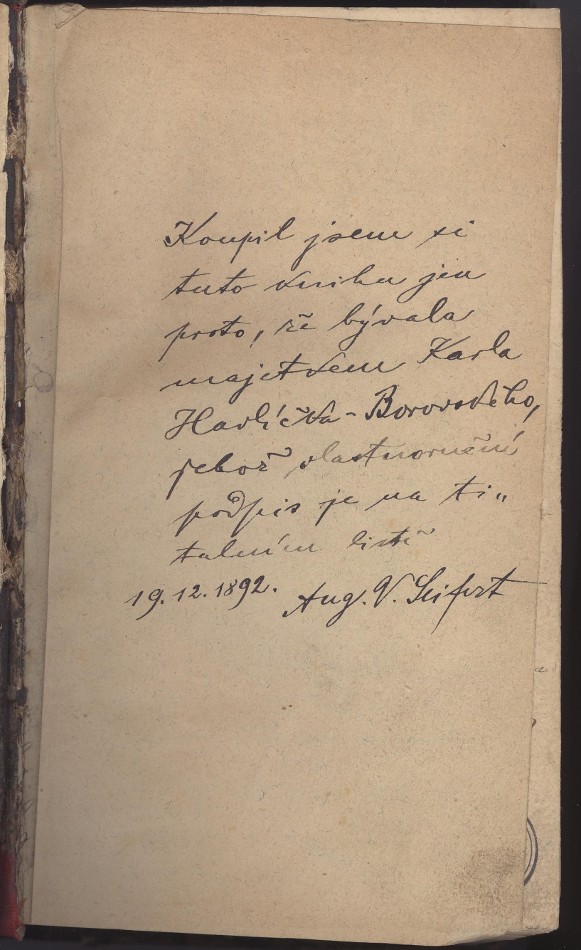 Koupil jsem si
tuto knihu jen
proto, že bývala
majetkem Karla
Havlíčka-Borovského,
jehož vlastnoruční
podpis je na ti„
tulním listě
19.12.1892. Aug. V. Seifert